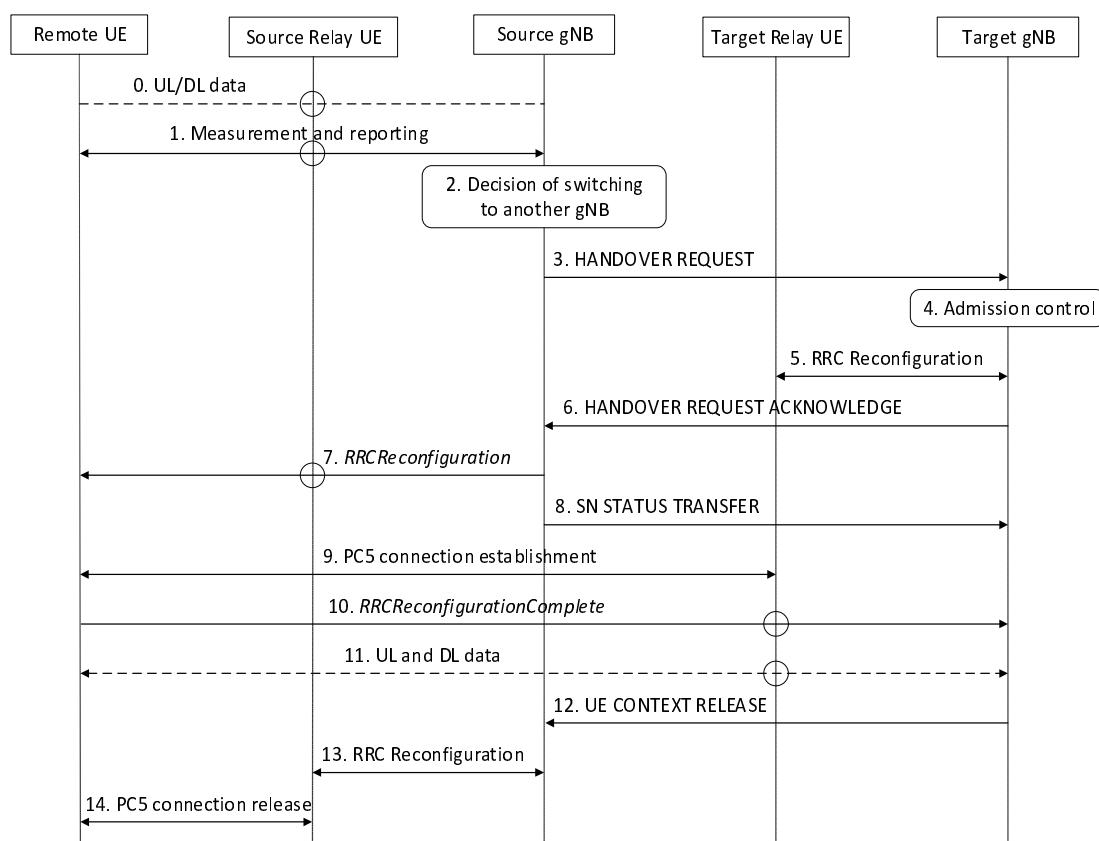 Remote UE
Source Relay UE
Source gNB
Target Relay UE
Target gNB
0. UL/DL data
1. Measurement and reporting
2. Decision of switching
to another gNB
3. HANDOVER REQUEST
4. Admission control
5. RRC Reconfiguration
6. HANDOVER REQUEST ACKNOWLEDGE
7. RRCReconfiguration
8. SN STATUS TRANSFER
9. PC5 connection establishment
10. RRCReconfigurationComplete
11. UL and DL data
12. UE CONTEXT RELEASE
13. RRC Reconfiguration
14. PC5 connection release